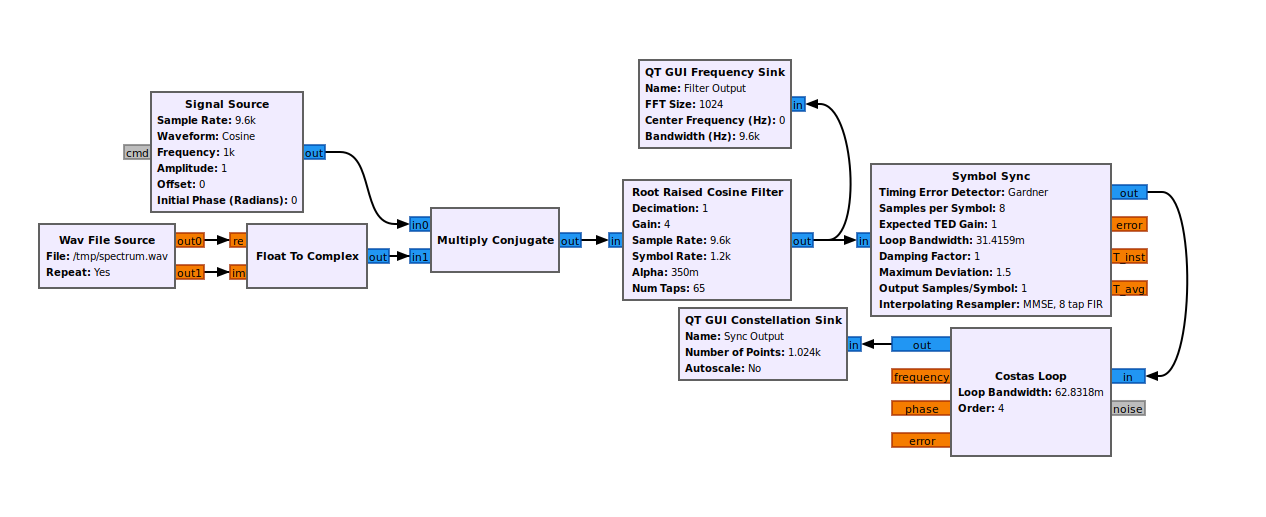 Signal Source
Sample Rate: 9.6k
Waveform: Cosine
Frequency: 1k
Amplitude: 1
Offset: 0
Initial Phase (Radians): 0
cmd
out
Wav File Source
File: /tmp/spectrum.wav
Repeat: Yes
out0
out1
re
im
Float To Complex
out
in0
in1
Multiply Conjugate
out
QT GUI Frequency Sink
Name: Filter Output
FFT Size: 1024
Center Frequency (Hz): 0
Bandwidth (Hz): 9.6k
in
in
Root Raised Cosine Filter
Decimation: 1
Gain: 4
Sample Rate: 9.6k
Symbol Rate: 1.2k
Alpha: 350m
Num Taps: 65
out
in
Symbol Sync
Timing Error Detector: Gardner
Samples per Symbol: 8
Expected TED Gain: 1
Loop Bandwidth: 31.4159m
Damping Factor: 1
Maximum Deviation: 1.5
Output Samples/Symbol: 1
Interpolating Resampler: MMSE, 8 tap FIR
out
error
T_inst
T_avg
QT GUI Constellation Sink
Name: Sync Output
Number of Points: 1.024k
Autoscale: No
in
out
frequency
phase
error
Costas Loop
Loop Bandwidth: 62.8318m
Order: 4
in
noise